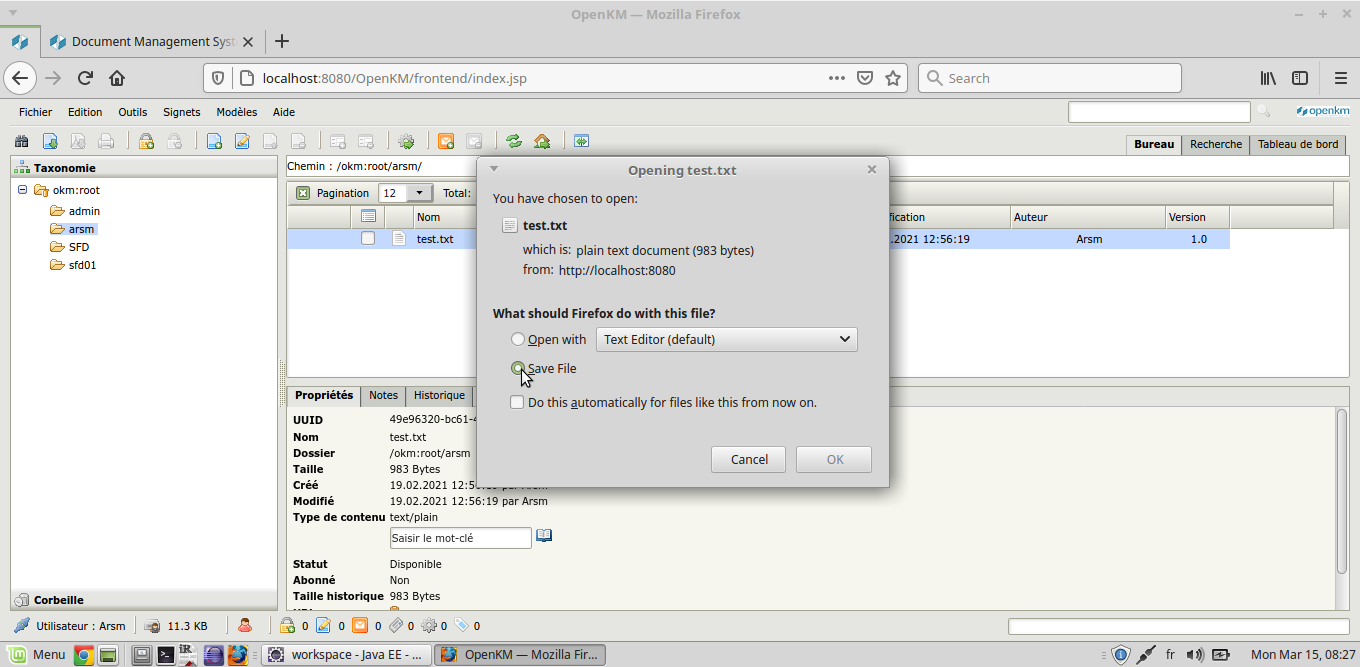 OpenKM — Mozilla Firefox
Document Management Syst
localhost:8080/OpenKM/frontend/index.jsp
Search
Fichier Edition Outils Signets Modèles Aide
openkm
Bureau Recherche Tableau de bord
Taxonomie
Chemin : /okm:root/arsm/
okm:root
admin
arsm
SFD
sfd01
Pagination 12 Total:
Nom
fication Auteur Version
test.txt
.2021 12:56:19 Arsm 1.0
Opening test.txt
You have chosen to open:
test.txt
which is: plain text document (983 bytes)
from: http://localhost:8080
What should Firefox do with this file?
Open with Text Editor (default)
Save File
Do this automatically for files like this from now on.
Cancel OK
Propriétés Notes Historique
UUID 49e96320-bc61-4
Nom test.txt
Dossier /okm:root/arsm
Taille 983 Bytes
Créé 19.02.2021 12:56:19 par Arsm
Modifié 19.02.2021 12:56:19 par Arsm
Type de contenu text/plain
Saisir le mot-clé
Statut Disponible
Abonné Non
Taille historique 983 Bytes
Corbeille
Utilisateur : Arsm 11.3 KB 0 0 0 0 0 0
Menu workspace - Java EE - ... OpenKM — Mozilla Fir... fr Mon Mar 15, 08:27